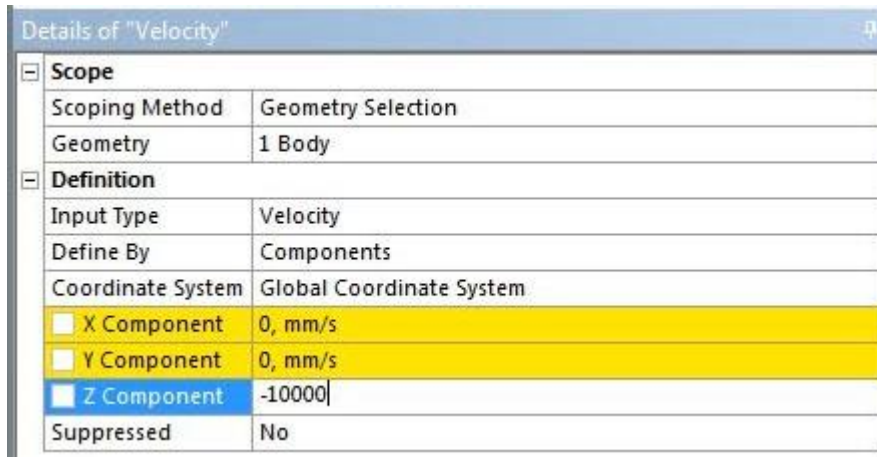 Details of "Velocity"
Scope
Scoping Method Geometry Selection
Geometry 1 Body
Definition
Input Type Velocity
Define By Components
Coordinate System Global Coordinate System
X Component 0, mm/s
Y Component 0, mm/s
Z Component -10000
Suppressed No